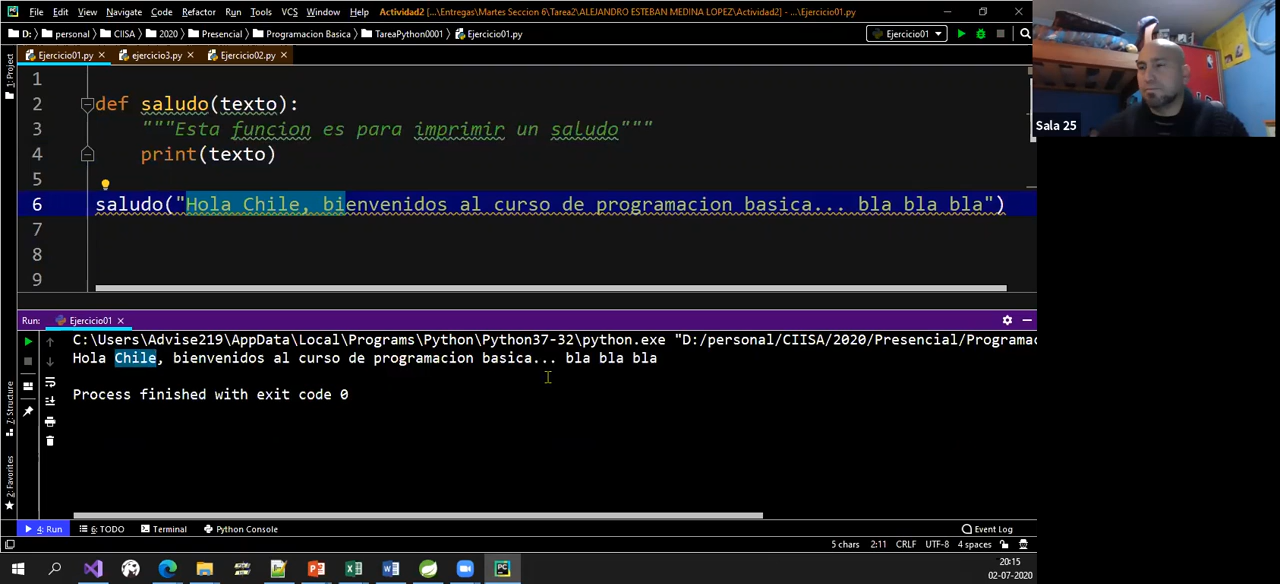 File Edit View Navigate Code Refactor Run Tools VCS Window Help Actividad2 [...\Entregas\Martes Seccion 6\Tarea2\ALEJANDRO ESTEBAN MEDINA LOPEZ\Actividad2] - ...\Ejercicio01.py
D: personal CIISA 2020 Presencial Programacion Basica TareaPython0001 Ejercicio01.py Ejercicio01
Ejercicio01.py ejercicio3.py Ejercicio02.py
1: Project
1
2 def saludo(texto):
3 """Esta funcion es para imprimir un saludo"""
4 print(texto)
5
6 saludo("Hola Chile, bienvenidos al curso de programacion basica... bla bla bla")
7
8
9
Sala 25
Run: Ejercicio01
C:\Users\Advise219\AppData\Local\Programs\Python\Python37-32\python.exe "D:/personal/CIISA/2020/Presencial/Programac
Hola Chile, bienvenidos al curso de programacion basica... bla bla bla
Process finished with exit code 0
7: Structure
2: Favorites
4: Run 6: TODO Terminal Python Console Event Log
5 chars 2:11 CRLF UTF-8 4 spaces
20:15
02-07-2020